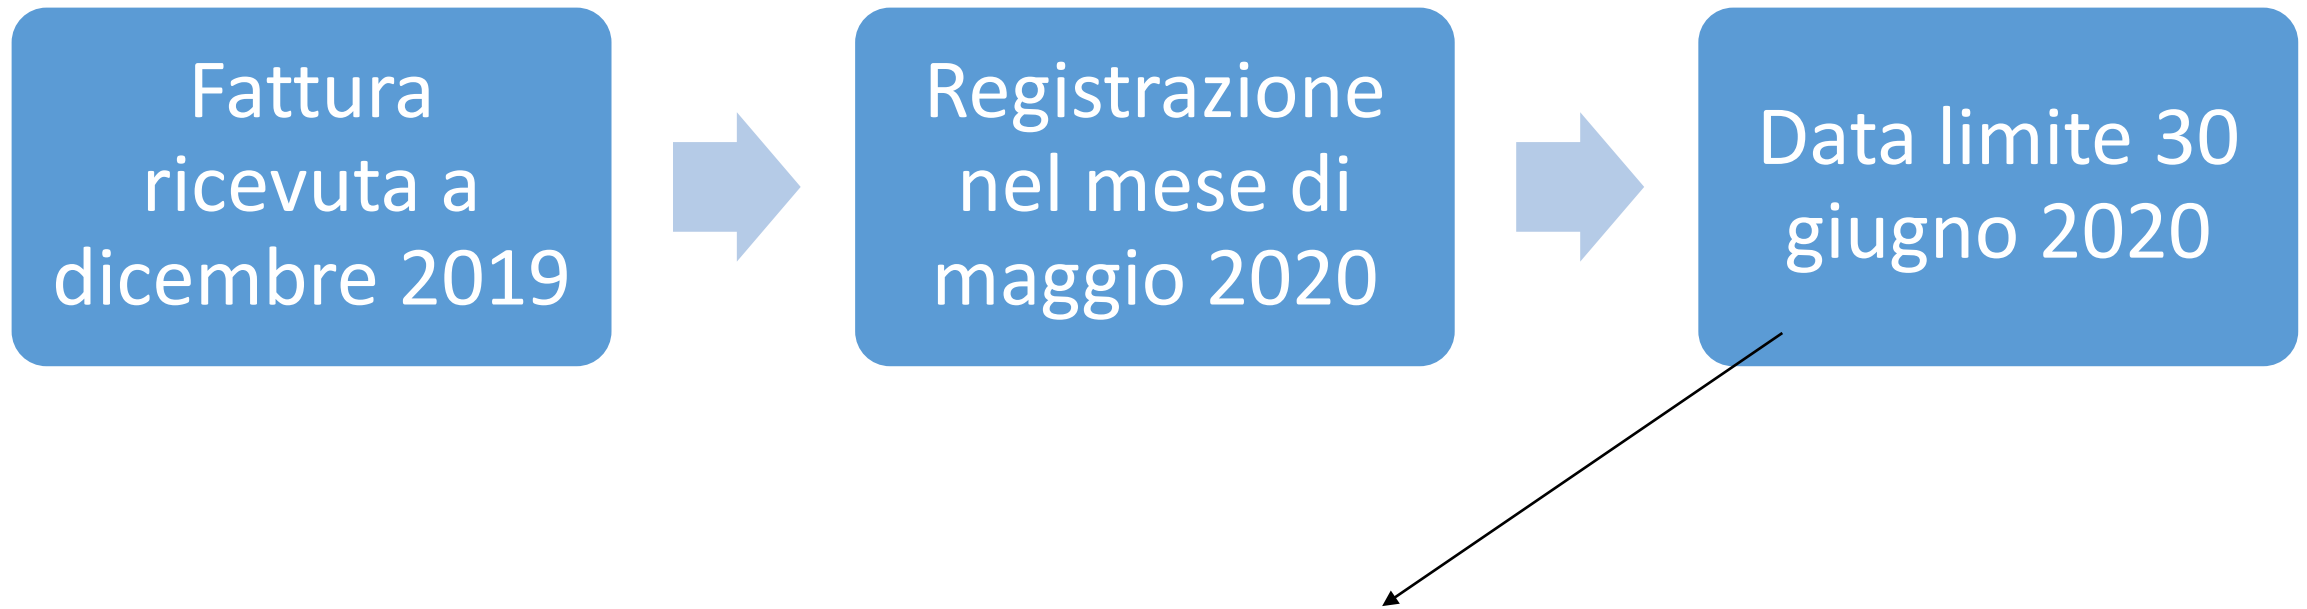 Fattura
ricevuta a
dicembre 2019
Registrazione
nel mese di
maggio 2020
Data limite 30
giugno 2020